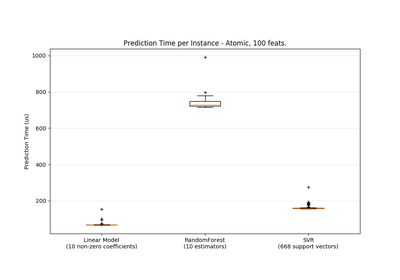 Prediction Time per Instance - Atomic, 100 feats.
Prediction Time (us)
1000
800
600
400
200
Linear Model
(10 non-zero coefficients)
RandomForest
(10 estimators)
SVR
(668 support vectors)